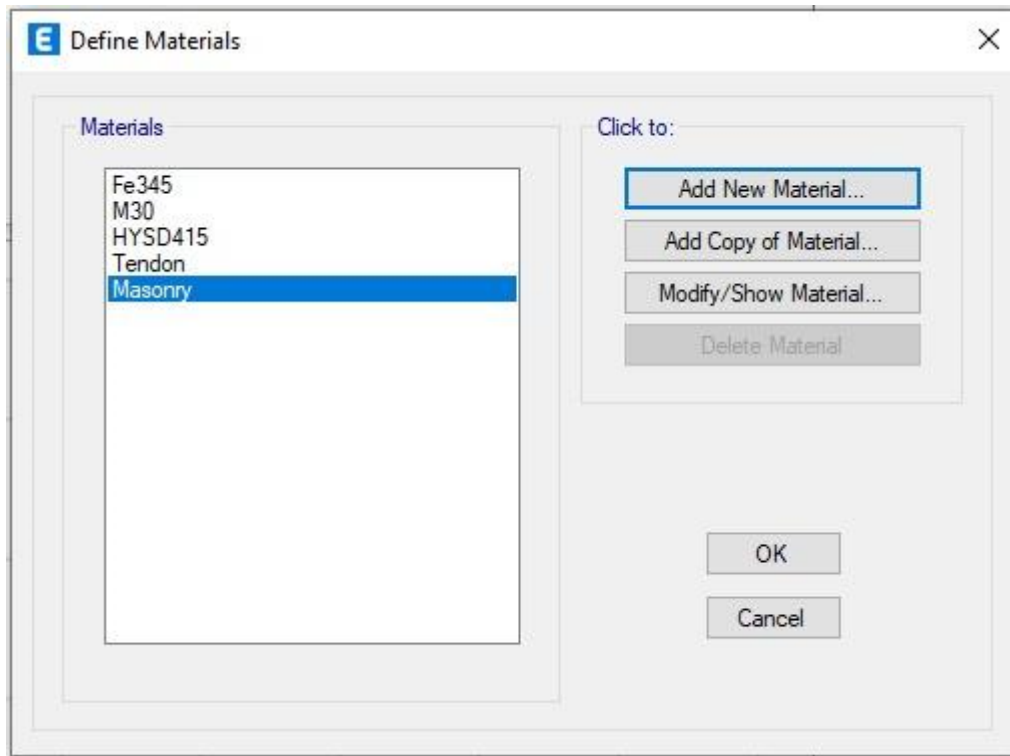 E Define Materials
Materials
Fe345
M30
HYSD415
Tendon
Masonry
Click to:
Add New Material...
Add Copy of Material...
Modify/Show Material...
Delete Material
OK
Cancel